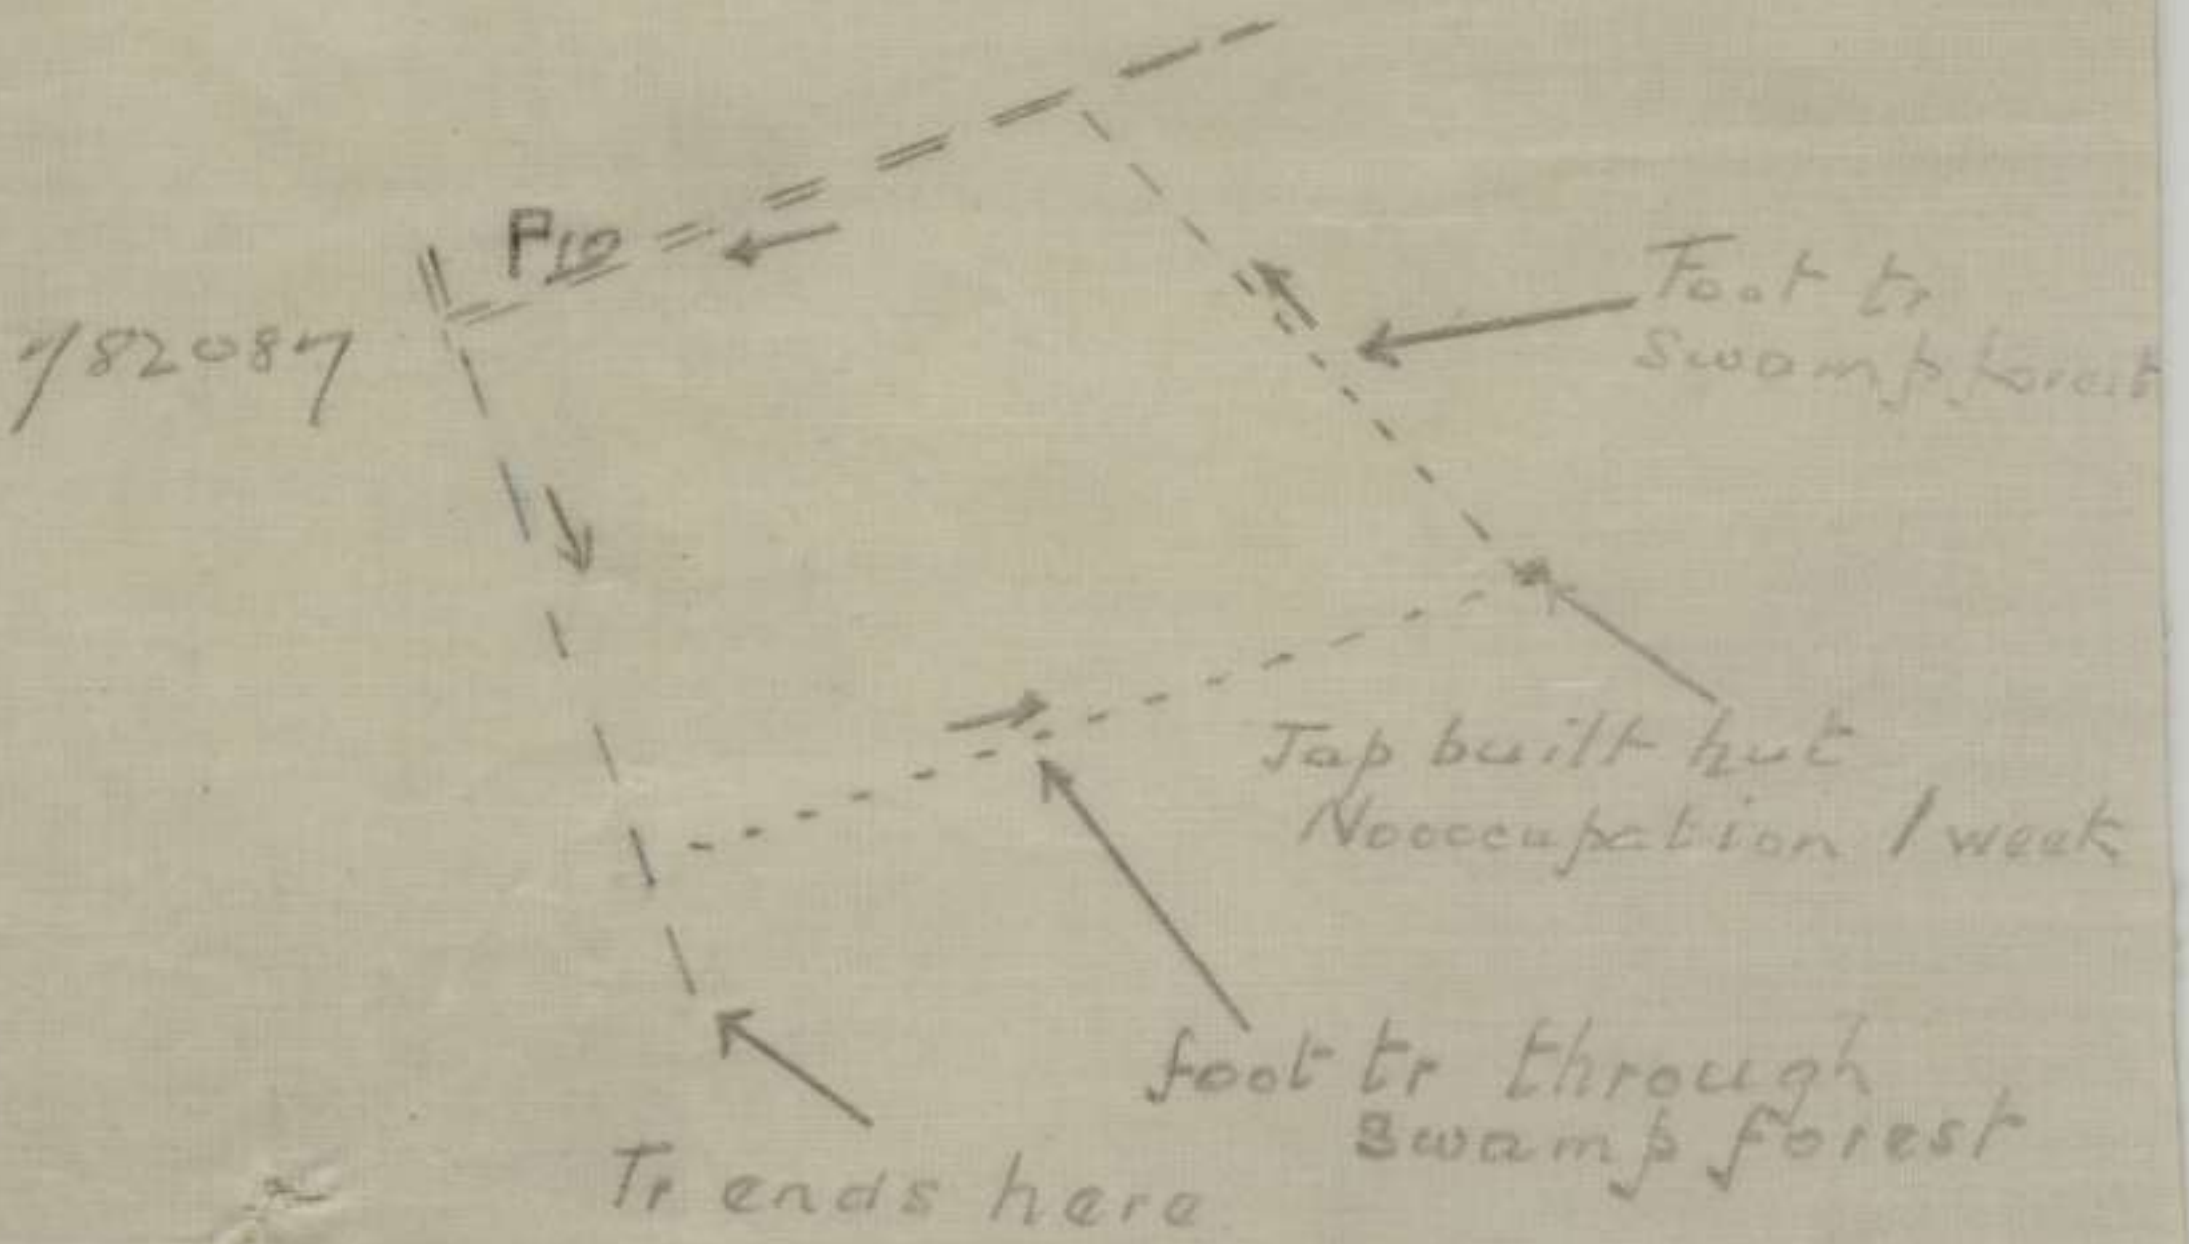 P10
782087
Foot tr
Swamp forest
Jap built hut
No occupation 1 week
foot tr through
swamp forest
Tr ends here